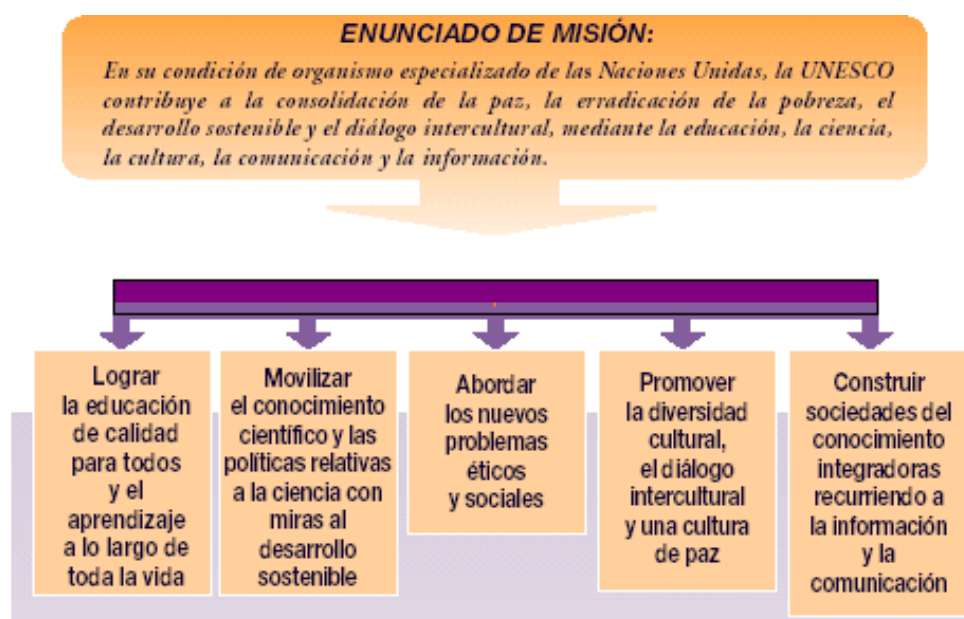 ENUNCIADO DE MISIÓN:
En su condición de organismo especializado de las Naciones Unidas, la UNESCO
contribuye a la consolidación de la paz, la erradicación de la pobreza, el
desarrollo sostenible y el diálogo intercultural, mediante la educación, la ciencia,
la cultura, la comunicación y la información.
Lograr
la educación
de calidad
para todos
y el
aprendizaje
a lo largo de
toda la vida
Movilizar
el conocimiento
científico y las
políticas relativas
a la ciencia con
miras al
desarrollo
sostenible
Abordar
los nuevos
problemas
éticos
y sociales
Promover
la diversidad
cultural,
el diálogo
intercultural
y una cultura
de paz
Construir
sociedades del
conocimiento
integradoras
recurriendo a
la información
y la
comunicación